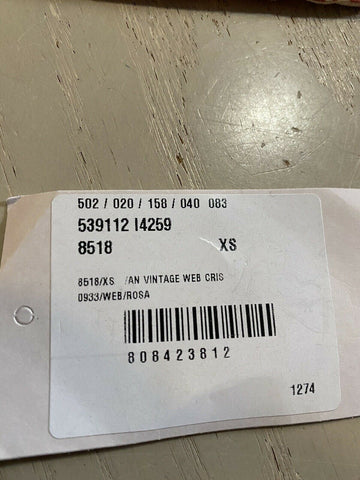 502 / 020 / 158 / 040 083
539112 I4259
8518 XS
8518/XS /AN VINTAGE WEB CRIS
0933/WEB/ROSA
808423812
1274